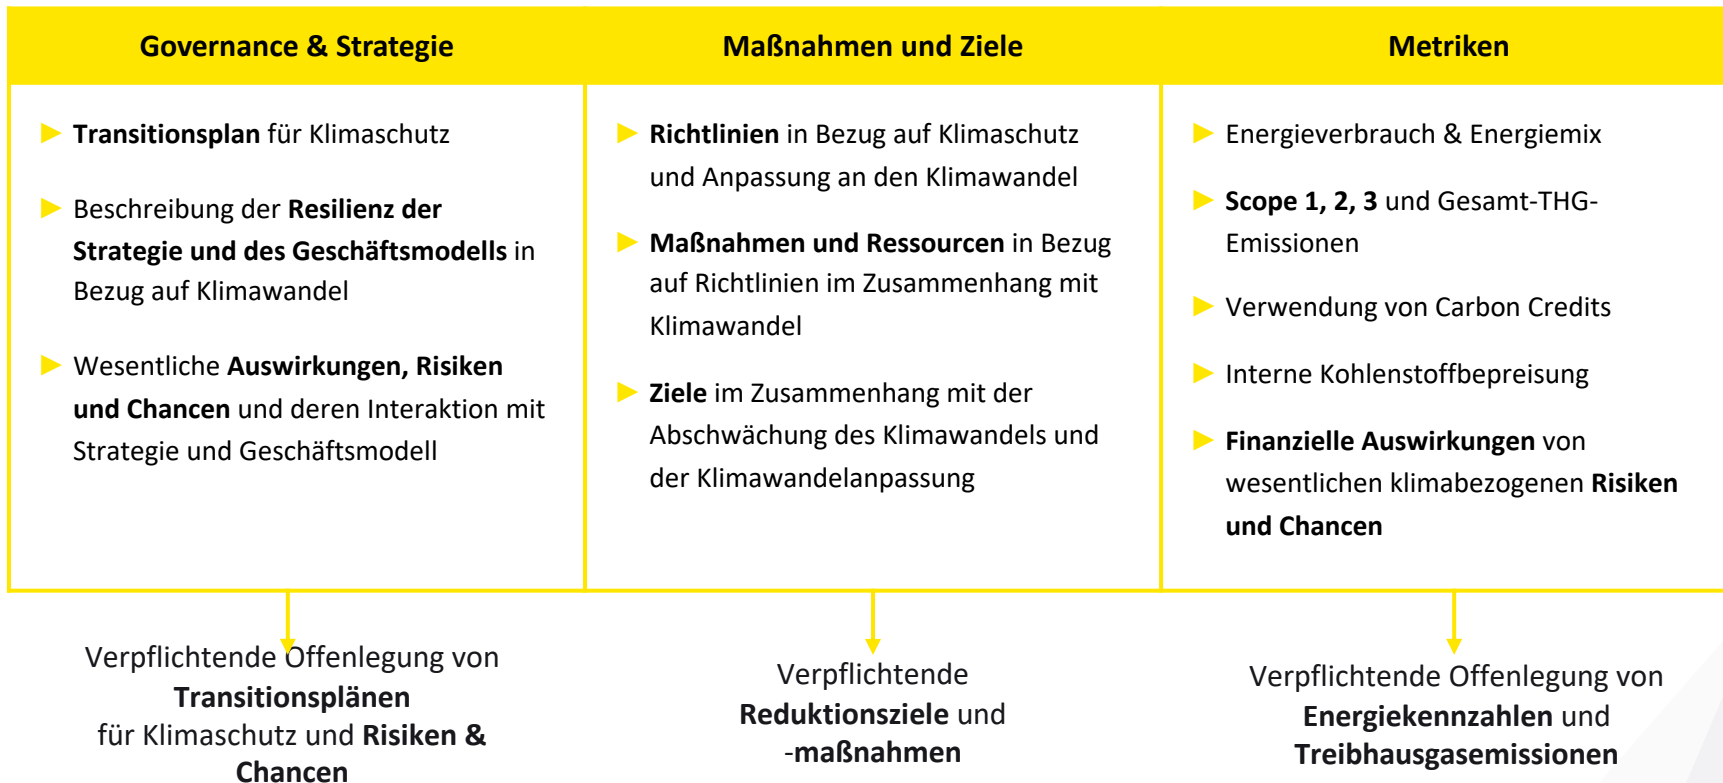 Governance & Strategie
Transitionsplan für Klimaschutz
Beschreibung der Resilienz der
Strategie und des Geschäftsmodells in
Bezug auf Klimawandel
Wesentliche Auswirkungen, Risiken
und Chancen und deren Interaktion mit
Strategie und Geschäftsmodell
Verpflichtende Offenlegung von
Transitionsplänen
für Klimaschutz und Risiken &
Chancen
Maßnahmen und Ziele
Richtlinien in Bezug auf Klimaschutz
und Anpassung an den Klimawandel
Maßnahmen und Ressourcen in Bezug
auf Richtlinien im Zusammenhang mit
Klimawandel
Ziele im Zusammenhang mit der
Abschwächung des Klimawandels und
der Klimawandelanpassung
Verpflichtende
Reduktionsziele und
-maßnahmen
Metriken
Energieverbrauch & Energiemix
Scope 1, 2, 3 und Gesamt-THG-
Emissionen
Verwendung von Carbon Credits
Interne Kohlenstoffbepreisung
Finanzielle Auswirkungen von
wesentlichen klimabezogenen Risiken
und Chancen
Verpflichtende Offenlegung von
Energiekennzahlen und
Treibhausgasemissionen